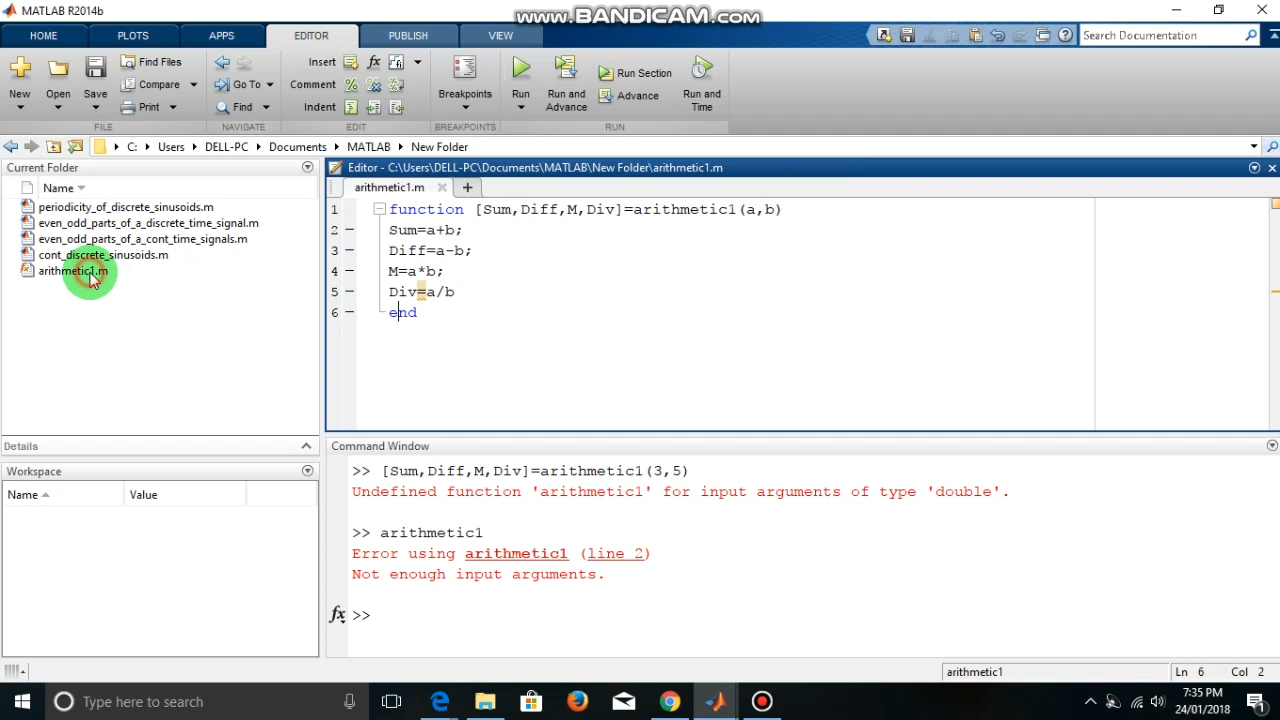 MATLAB R2014b
www.BANDICAM.com
HOME PLOTS APPS EDITOR PUBLISH VIEW
Search Documentation
New Open Save Find Files Compare Print
Go To Find
Insert fx
Comment
Indent
Breakpoints
Run Run and Advance Run Section Advance Run and Time
FILE NAVIGATE EDIT BREAKPOINTS RUN
C: Users DELL-PC Documents MATLAB New Folder
Current Folder
Name
periodicity_of_discrete_sinusoids.m
even_odd_parts_of_a_discrete_time_signal.m
even_odd_parts_of_a_cont_time_signals.m
cont_discrete_sinusoids.m
arithmetic1.m
Details
Workspace
Name Value
Editor - C:\Users\DELL-PC\Documents\MATLAB\New Folder\arithmetic1.m
arithmetic1.m
1 function [Sum,Diff,M,Div]=arithmetic1(a,b)
2 Sum=a+b;
3 Diff=a-b;
4 M=a*b;
5 Div=a/b
6 end
Command Window
>> [Sum,Diff,M,Div]=arithmetic1(3,5)
Undefined function 'arithmetic1' for input arguments of type 'double'.
>> arithmetic1
Error using arithmetic1 (line 2)
Not enough input arguments.
fx >>
arithmetic1 Ln 6 Col 2
Type here to search
7:35 PM
24/01/2018